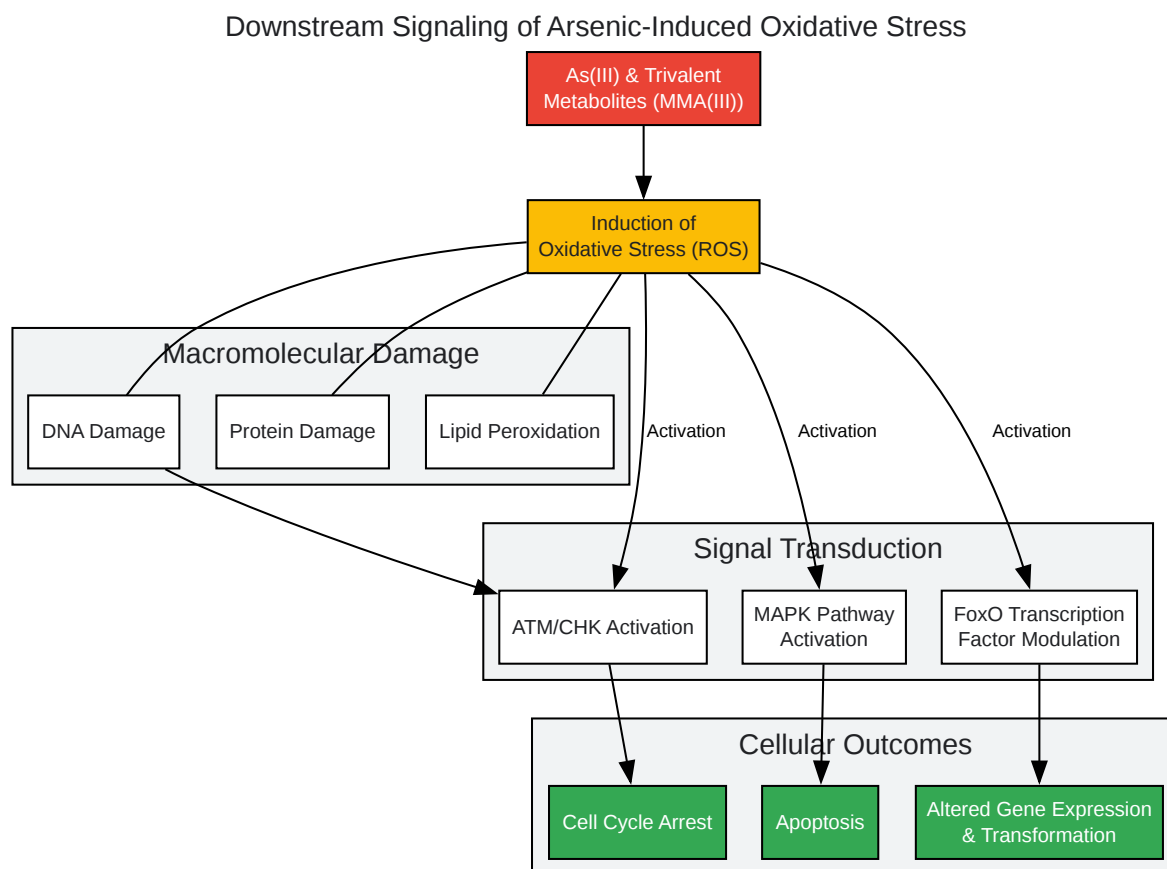 Downstream Signaling of Arsenic-Induced Oxidative Stress
As(III) & Trivalent
Metabolites (MMA(III))
Induction of
Oxidative Stress (ROS)
Macromolecular Damage
DNA Damage
Protein Damage
Lipid Peroxidation
Activation
Activation
Activation
Signal Transduction
ATM/CHK Activation
MAPK Pathway
Activation
FoxO Transcription
Factor Modulation
Cellular Outcomes
Cell Cycle Arrest
Apoptosis
Altered Gene Expression
& Transformation